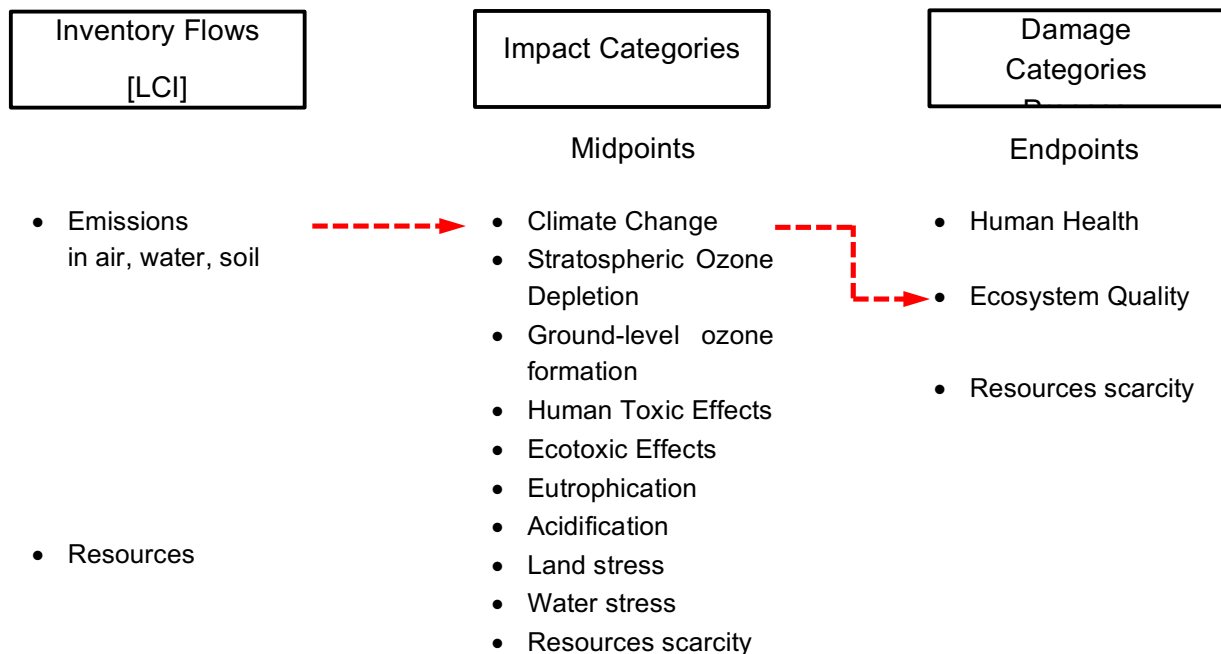 Inventory Flows
[LCI]
Impact Categories
Damage
Categories
Midpoints
Endpoints
• Emissions
in air, water, soil
• Resources
• Climate Change
• Stratospheric Ozone
Depletion
• Ground-level ozone
formation
• Human Toxic Effects
• Ecotoxic Effects
• Eutrophication
• Acidification
• Land stress
• Water stress
• Resources scarcity
• Human Health
• Ecosystem Quality
• Resources scarcity